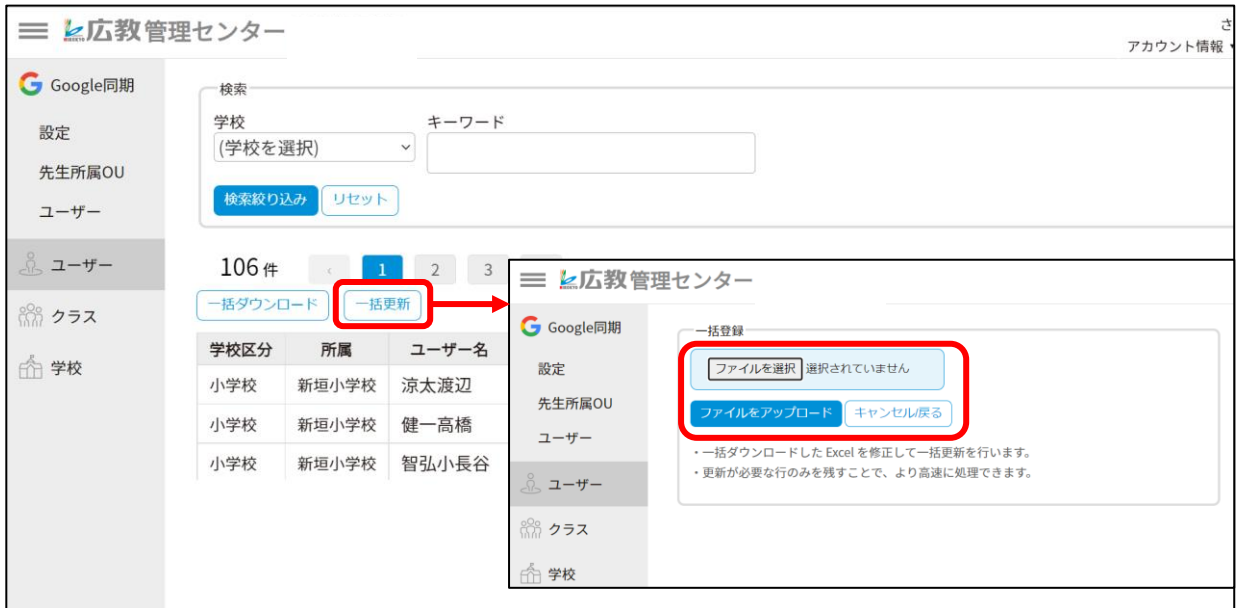 広教管理センター
さ
アカウント情報
Google同期
設定
先生所属OU
ユーザー
ユーザー
クラス
学校
検索
学校
キーワード
(学校を選択)
検索絞り込み
リセット
106 件
‹ 1 2 3
一括ダウンロード
一括更新
学校区分 所属 ユーザー名
小学校 新垣小学校 涼太渡辺
小学校 新垣小学校 健一高橋
小学校 新垣小学校 智弘小長谷
広教管理センター
Google同期
設定
先生所属OU
ユーザー
ユーザー
クラス
学校
一括登録
ファイルを選択 選択されていません
ファイルをアップロード
キャンセル/戻る
・一括ダウンロードした Excel を修正して一括更新を行います。
・更新が必要な行のみを残すことで、より高速に処理できます。